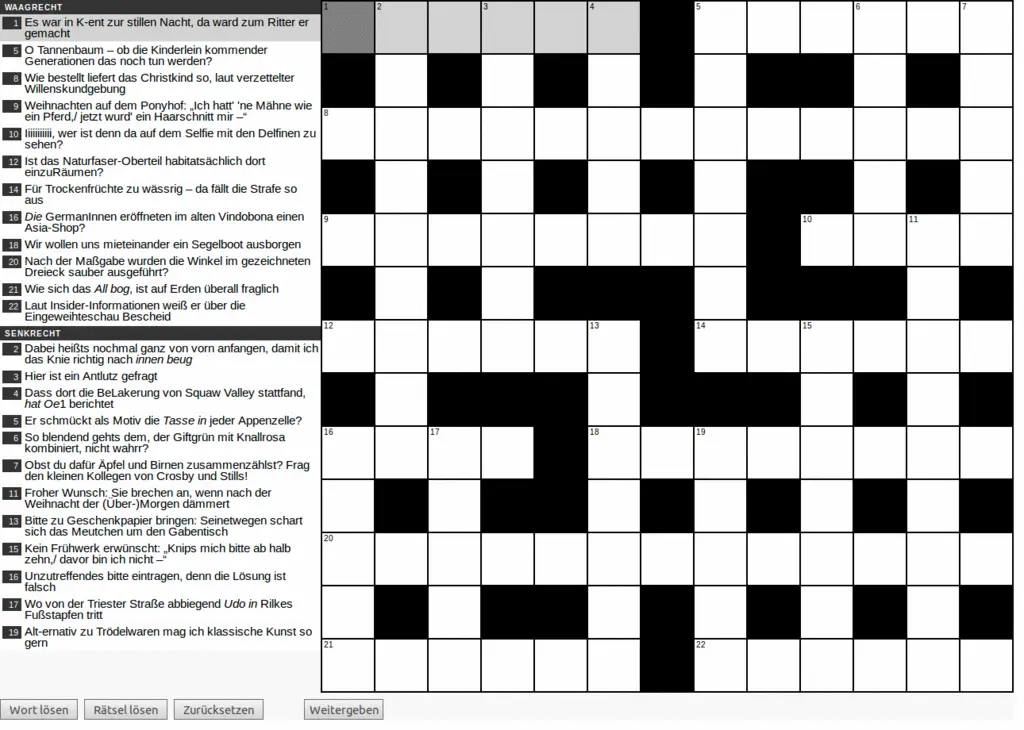 WAAGRECHT
1 Es war in K-ent zur stillen Nacht, da ward zum Ritter er
gemacht
5 O Tannenbaum – ob die Kinderlein kommender
Generationen das noch tun werden?
8 Wie bestellt liefert das Christkind so, laut verzettelter
Willenskundgebung
9 Weihnachten auf dem Ponyhof: „Ich hatt' 'ne Mähne wie
ein Pferd,/ jetzt wurd' ein Haarschnitt mir –“
10 Iiiiiiiiiii, wer ist denn da auf dem Selfie mit den Delfinen zu
sehen?
12 Ist das Naturfaser-Oberteil habitatsächlich dort
einzuRäumen?
14 Für Trockenfrüchte zu wässrig – da fällt die Strafe so
aus
16 Die GermanInnen eröffneten im alten Vindobona einen
Asia-Shop?
18 Wir wollen uns mieteinander ein Segelboot ausborgen
20 Nach der Maßgabe wurden die Winkel im gezeichneten
Dreieck sauber ausgeführt?
21 Wie sich das All bog, ist auf Erden überall fraglich
22 Laut Insider-Informationen weiß er über die
Eingeweihteschau Bescheid
SENKRECHT
2 Dabei heißts nochmal ganz von vorn anfangen, damit ich
das Knie richtig nach innen beug
3 Hier ist ein Antlutz gefragt
4 Dass dort die BeLakerung von Squaw Valley stattfand,
hat Oe1 berichtet
5 Er schmückt als Motiv die Tasse in jeder Appenzelle?
6 So blendend gehts dem, der Giftgrün mit Knallrosa
kombiniert, nicht wahrr?
7 Obst du dafür Äpfel und Birnen zusammenzählst? Frag
den kleinen Kollegen von Crosby und Stills!
11 Froher Wunsch: Sie brechen an, wenn nach der
Weihnacht der (Über-)Morgen dämmert
13 Bitte zu Geschenkpapier bringen: Seinetwegen schart
sich das Meutchen um den Gabentisch
15 Kein Frühwerk erwünscht: „Knips mich bitte ab halb
zehn,/ davor bin ich nicht –“
16 Unzutreffendes bitte eintragen, denn die Lösung ist
falsch
17 Wo von der Triester Straße abbiegend Udo in Rilkes
Fußstapfen tritt
19 Alt-ernativ zu Trödelwaren mag ich klassische Kunst so
gern
1 2 3 4 5 6 7
8
9 10 11
12 13 14 15
16 17 18 19
20
21 22
Wort lösen Rätsel lösen Zurücksetzen Weitergeben